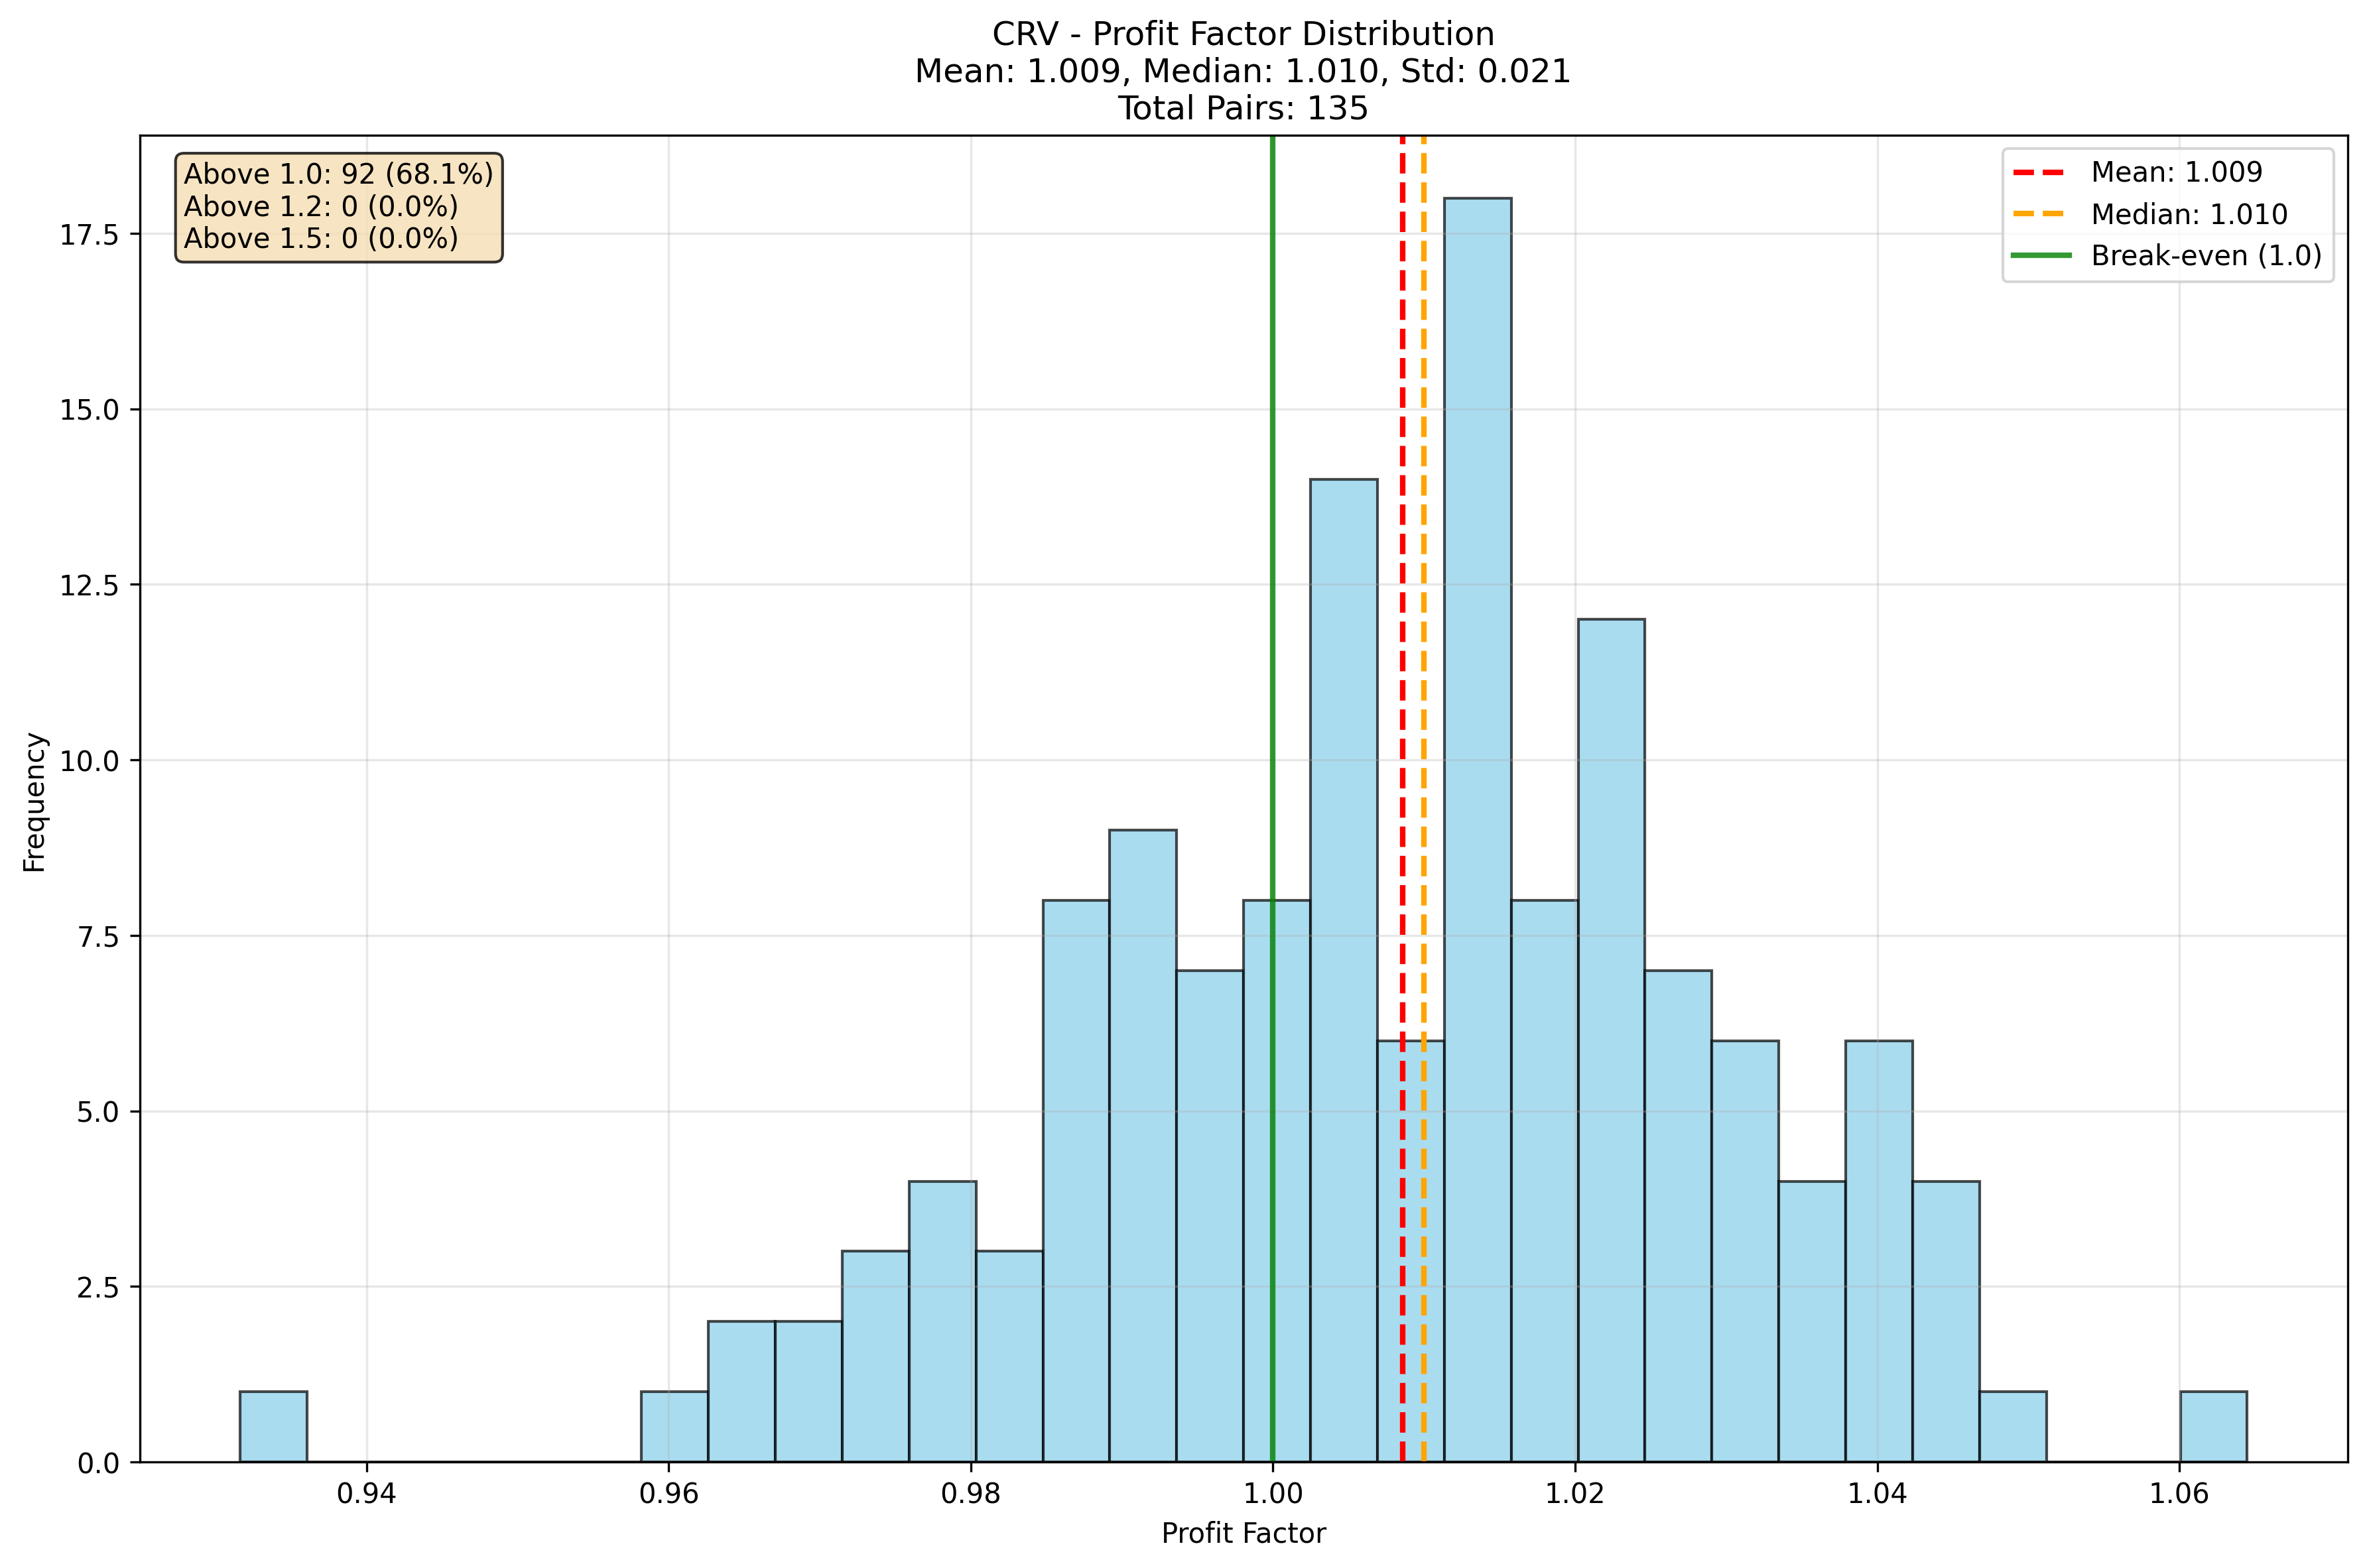 CRV - Profit Factor Distribution
Mean: 1.009, Median: 1.010, Std: 0.021
Total Pairs: 135
Above 1.0: 92 (68.1%)
Above 1.2: 0 (0.0%)
Above 1.5: 0 (0.0%)
Mean: 1.009
Median: 1.010
Break-even (1.0)
Frequency
17.5
15.0
12.5
10.0
7.5
5.0
2.5
0.0
0.94
0.96
0.98
1.00
1.02
1.04
1.06
Profit Factor